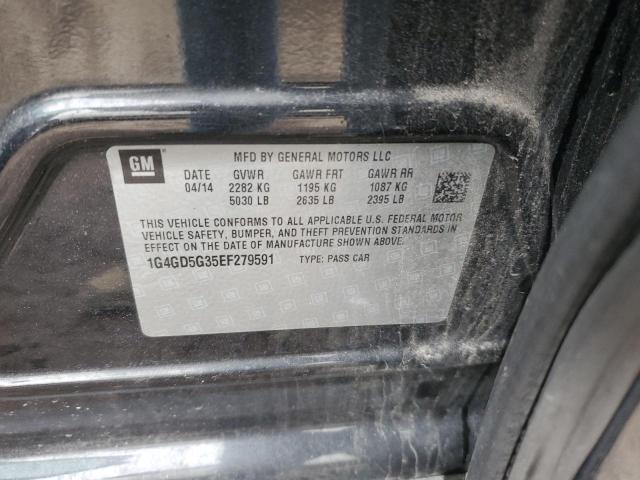 GM
MFD BY GENERAL MOTORS LLC
DATE GVWR GAWR FRT GAWR RR
04/14 2282 KG 1195 KG 1087 KG
5030 LB 2635 LB 2395 LB
THIS VEHICLE CONFORMS TO ALL APPLICABLE U.S. FEDERAL MOTOR
VEHICLE SAFETY, BUMPER, AND THEFT PREVENTION STANDARDS IN
EFFECT ON THE DATE OF MANUFACTURE SHOWN ABOVE.
1G4GD5G35EF279591 TYPE: PASS CAR